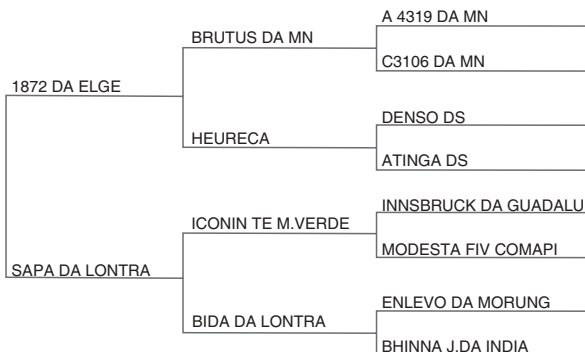 A 4319 DA MN
BRUTUS DA MN
C3106 DA MN
1872 DA ELGE
DENSO DS
HEURECA
ATINGA DS
INNSBRUCK DA GUADALU
ICONIN TE M.VERDE
MODESTA FIV COMAPI
SAPA DA LONTRA
ENLEVO DA MORUNG
BIDA DA LONTRA
BHINNA J.DA INDIA